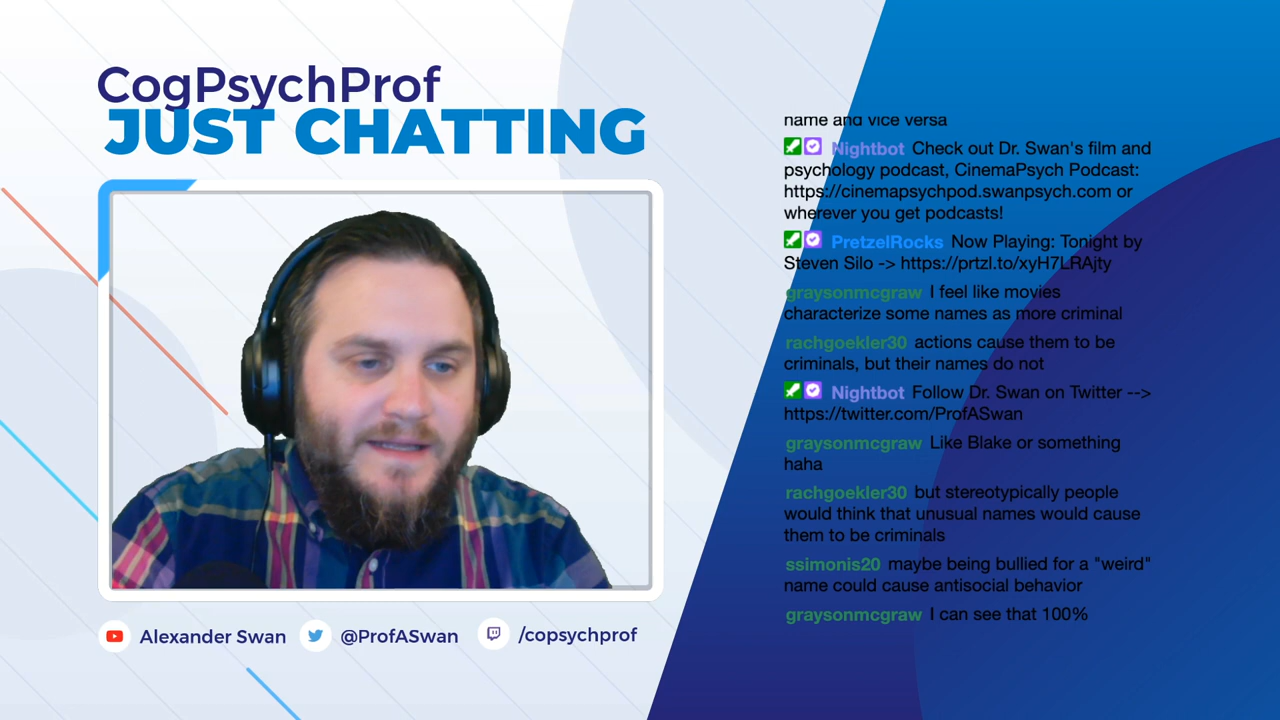 CogPsychProf
JUST CHATTING
name and vice versa
Nightbot Check out Dr. Swan's film and
psychology podcast, CinemaPsych Podcast:
https://cinemapsychpod.swanpsych.com or
wherever you get podcasts!
PretzelRocks Now Playing: Tonight by
Steven Silo -> https://prtzl.to/xyH7LRAjty
graysonmcgraw I feel like movies
characterize some names as more criminal
rachgoekler30 actions cause them to be
criminals, but their names do not
Nightbot Follow Dr. Swan on Twitter -->
https://twitter.com/ProfASwan
graysonmcgraw Like Blake or something
haha
rachgoekler30 but stereotypically people
would think that unusual names would cause
them to be criminals
ssimonis20 maybe being bullied for a "weird"
name could cause antisocial behavior
graysonmcgraw I can see that 100%
Alexander Swan @ProfASwan /copsychprof